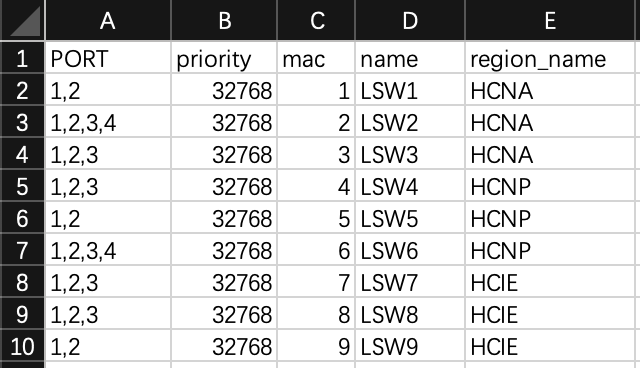 A B C D E
1 PORT priority mac name region_name
2 1,2 32768 1 LSW1 HCNA
3 1,2,3,4 32768 2 LSW2 HCNA
4 1,2,3 32768 3 LSW3 HCNA
5 1,2,3 32768 4 LSW4 HCNP
6 1,2 32768 5 LSW5 HCNP
7 1,2,3,4 32768 6 LSW6 HCNP
8 1,2,3 32768 7 LSW7 HCIE
9 1,2,3 32768 8 LSW8 HCIE
10 1,2 32768 9 LSW9 HCIE